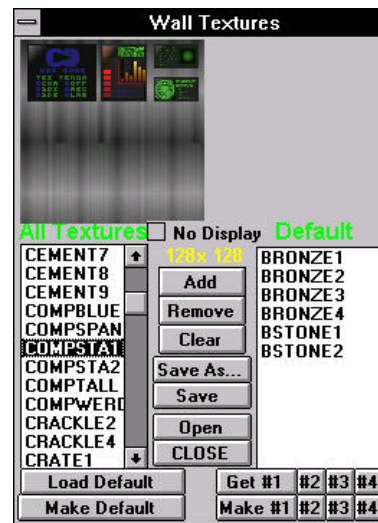 Wall Textures
All Textures
No Display
Default
128x 128
CEMENT7
CEMENT8
CEMENT9
COMPBLUE
COMPSPAN
COMPSTA1
COMPSTA2
COMPTALL
COMPWERD
CRACKLE2
CRACKLE4
CRATE1
Add
Remove
Clear
Save As...
Save
Open
CLOSE
BRONZE1
BRONZE2
BRONZE3
BRONZE4
BSTONE1
BSTONE2
Load Default
Get #1 #2 #3 #4
Make Default
Make #1 #2 #3 #4